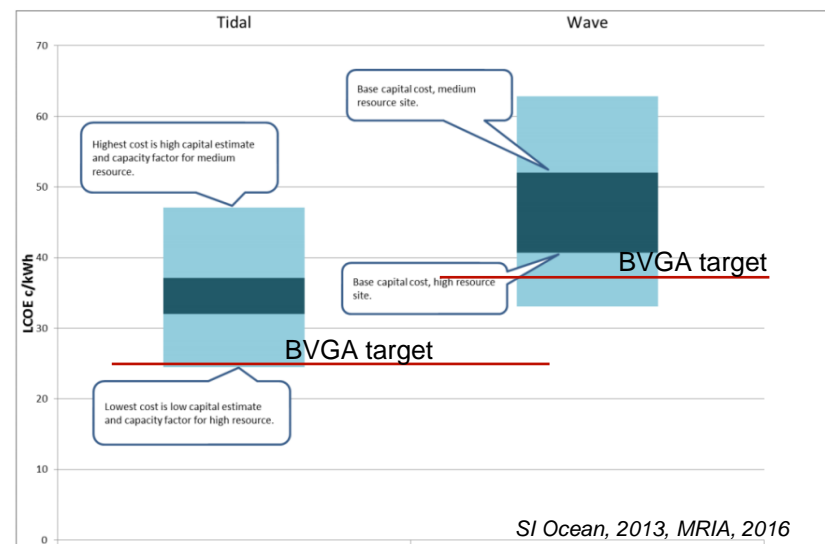 Tidal
Wave
70
60
50
40
30
20
10
0
LCOE ¢/kWh
Base capital cost, medium
resource site.
Highest cost is high capital estimate
and capacity factor for medium
resource.
BVGA target
Base capital cost, high resource
site.
BVGA target
Lowest cost is low capital estimate
and capacity factor for high resource.
SI Ocean, 2013, MRIA, 2016